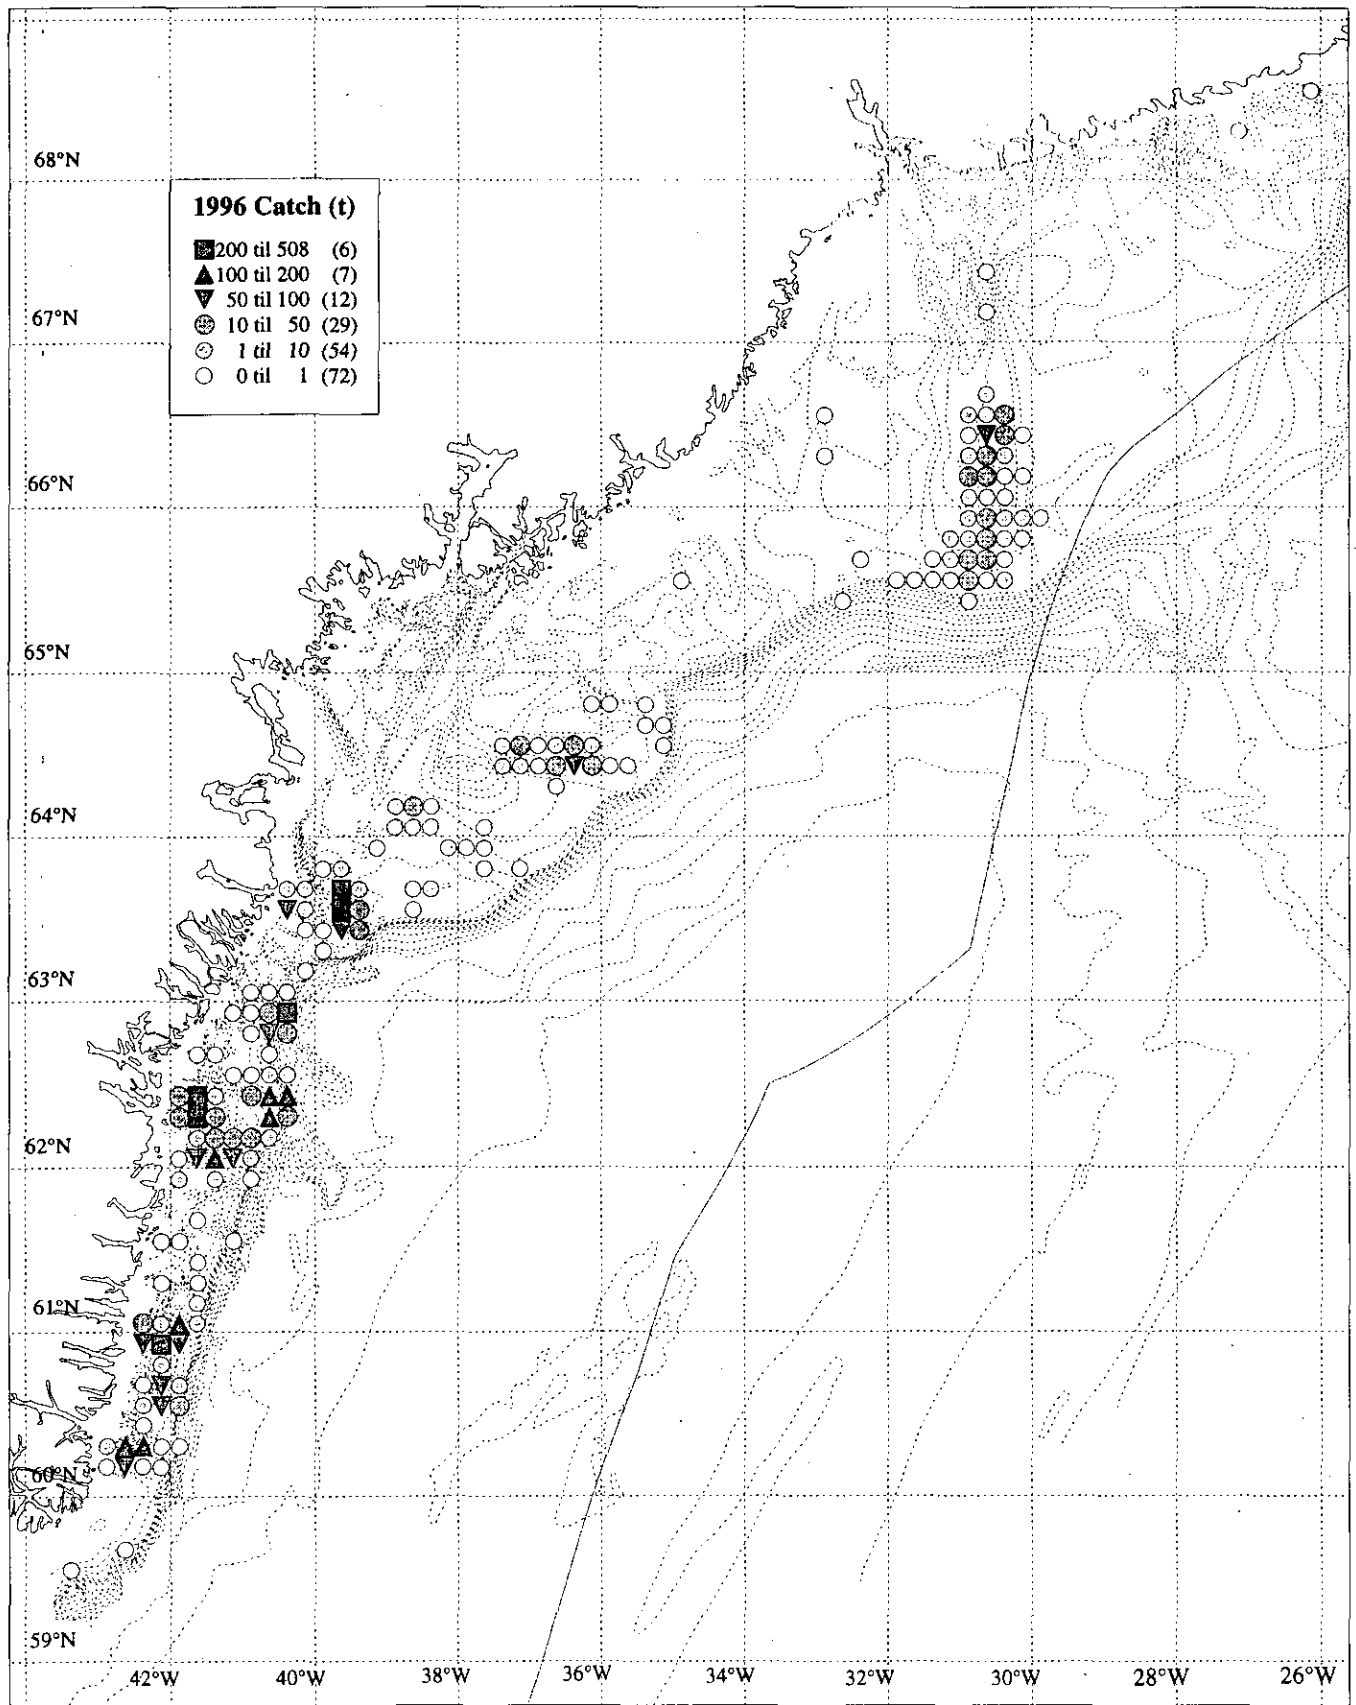 68°N
1996 Catch (t)
200 til 508 (6)
100 til 200 (7)
50 til 100 (12)
10 til 50 (29)
1 til 10 (54)
0 til 1 (72)
67°N
66°N
65°N
64°N
63°N
62°N
61°N
60°N
59°N
42°W 40°W 38°W 36°W 34°W 32°W 30°W 28°W 26°W